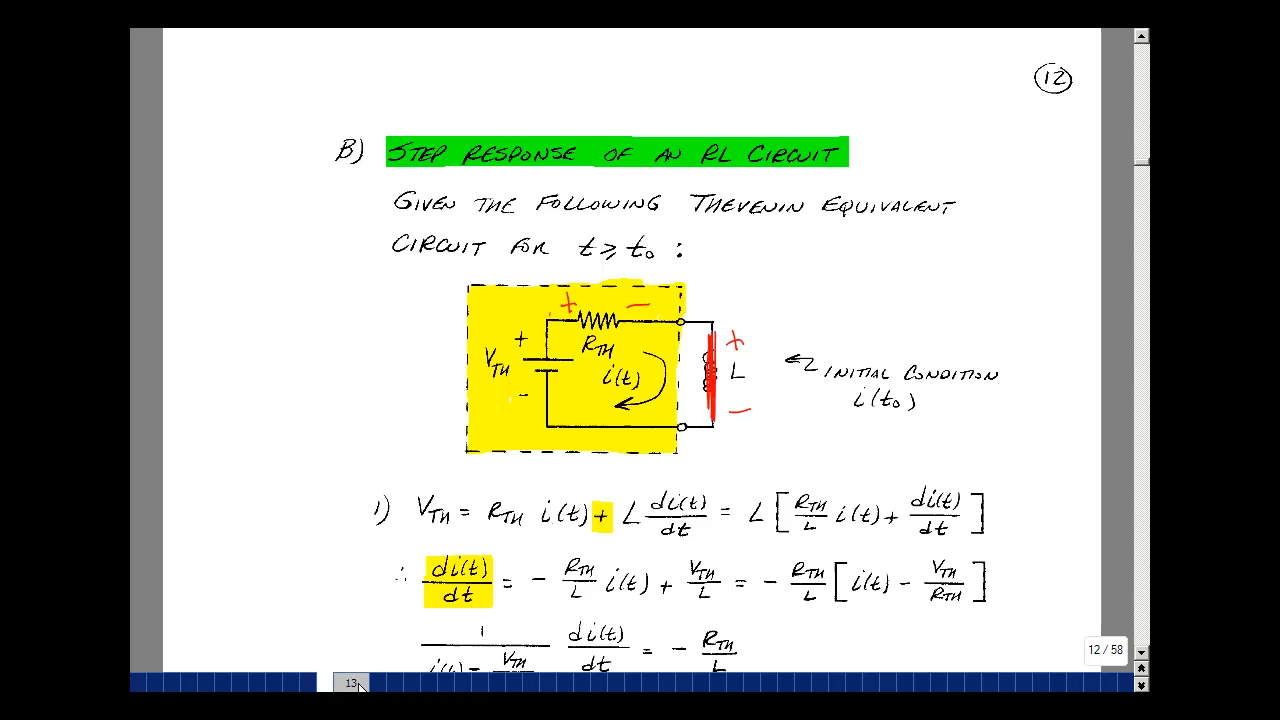 12
B) STEP RESPONSE OF AN RL CIRCUIT
GIVEN THE FOLLOWING THEVENIN EQUIVALENT
CIRCUIT FOR t ≥ t₀ :
+ −
+ R_TH +
V_TH i(t) L ← INITIAL CONDITION
− − i(t₀)
1) V_TH = R_TH i(t) + L di(t)/dt = L [ R_TH/L i(t) + di(t)/dt ]
∴ di(t)/dt = − R_TH/L i(t) + V_TH/L = − R_TH/L [ i(t) − V_TH/R_TH ]
1/(i(t) − V_TH di(t)/dt = − R_TH/L
12 / 58
13